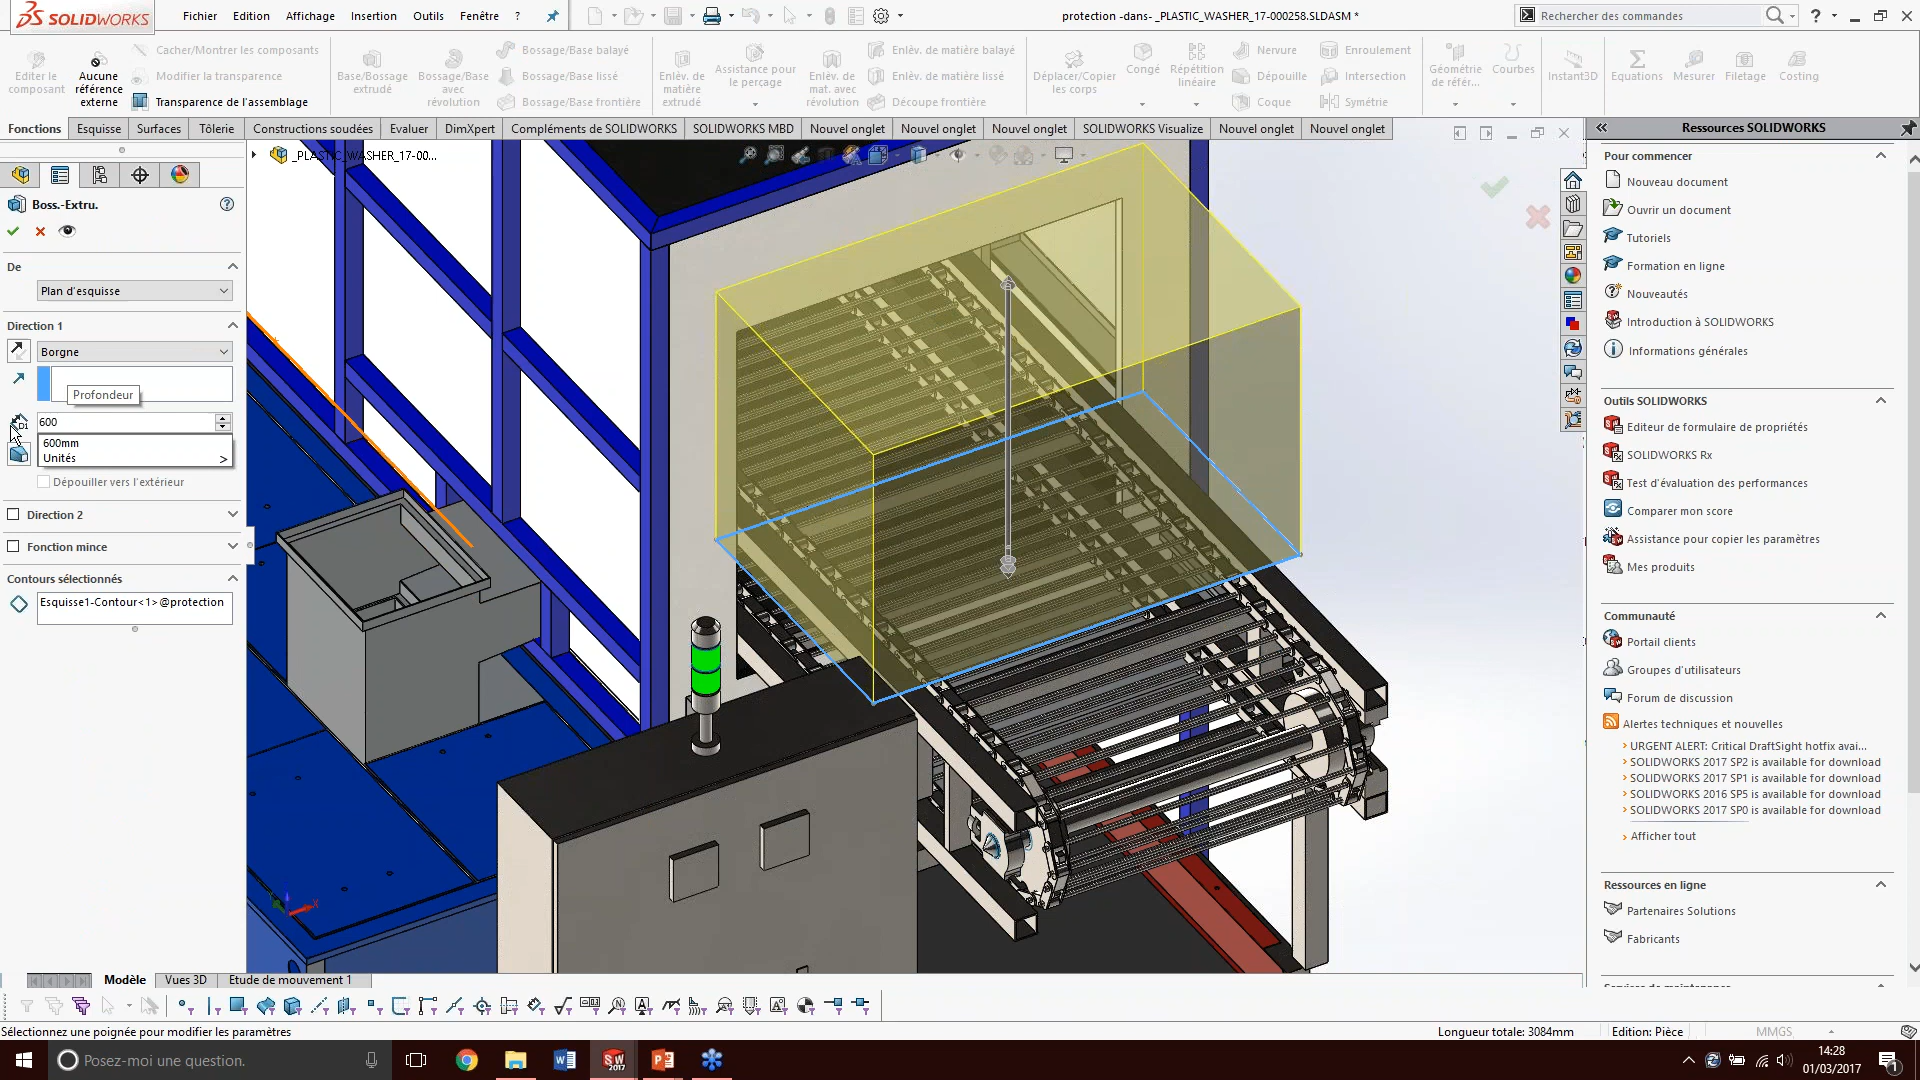 SOLIDWORKS
Fichier Edition Affichage Insertion Outils Fenêtre ?
protection -dans- _PLASTIC_WASHER_17-000258.SLDASM *
Rechercher des commandes
Editer le composant
Aucune référence externe
Cacher/Montrer les composants
Modifier la transparence
Transparence de l'assemblage
Base/Bossage extrudé
Bossage/Base avec révolution
Bossage/Base balayé
Bossage/Base lissé
Bossage/Base frontière
Enlèv. de matière extrudé
Assistance pour le perçage
Enlèv. de mat. avec révolution
Enlèv. de matière balayé
Enlèv. de matière lissé
Découpe frontière
Déplacer/Copier les corps
Congé
Répétition linéaire
Nervure
Dépouille
Coque
Enroulement
Intersection
Symétrie
Géométrie de référ...
Courbes
Instant3D
Equations
Mesurer
Filetage
Costing
Fonctions Esquisse Surfaces Tôlerie Constructions soudées Evaluer DimXpert Compléments de SOLIDWORKS SOLIDWORKS MBD Nouvel onglet Nouvel onglet Nouvel onglet SOLIDWORKS Visualize Nouvel onglet Nouvel onglet
_PLASTIC_WASHER_17-00...
Boss.-Extru.
De
Plan d'esquisse
Direction 1
Borgne
Profondeur
D1
600
600mm
Unités >
Dépouiller vers l'extérieur
Direction 2
Fonction mince
Contours sélectionnés
Esquisse1-Contour<1>@protection
X
Ressources SOLIDWORKS
Pour commencer
Nouveau document
Ouvrir un document
Tutoriels
Formation en ligne
Nouveautés
Introduction à SOLIDWORKS
Informations générales
Outils SOLIDWORKS
Editeur de formulaire de propriétés
SOLIDWORKS Rx
Test d'évaluation des performances
Comparer mon score
Assistance pour copier les paramètres
Mes produits
Communauté
Portail clients
Groupes d'utilisateurs
Forum de discussion
Alertes techniques et nouvelles
URGENT ALERT: Critical DraftSight hotfix avai...
SOLIDWORKS 2017 SP2 is available for download
SOLIDWORKS 2017 SP1 is available for download
SOLIDWORKS 2016 SP5 is available for download
SOLIDWORKS 2017 SP0 is available for download
Afficher tout
Ressources en ligne
Partenaires Solutions
Fabricants
Modèle Vues 3D Etude de mouvement 1
Sélectionnez une poignée pour modifier les paramètres
Longueur totale: 3084mm Edition: Pièce MMGS
Posez-moi une question.
14:28
01/03/2017